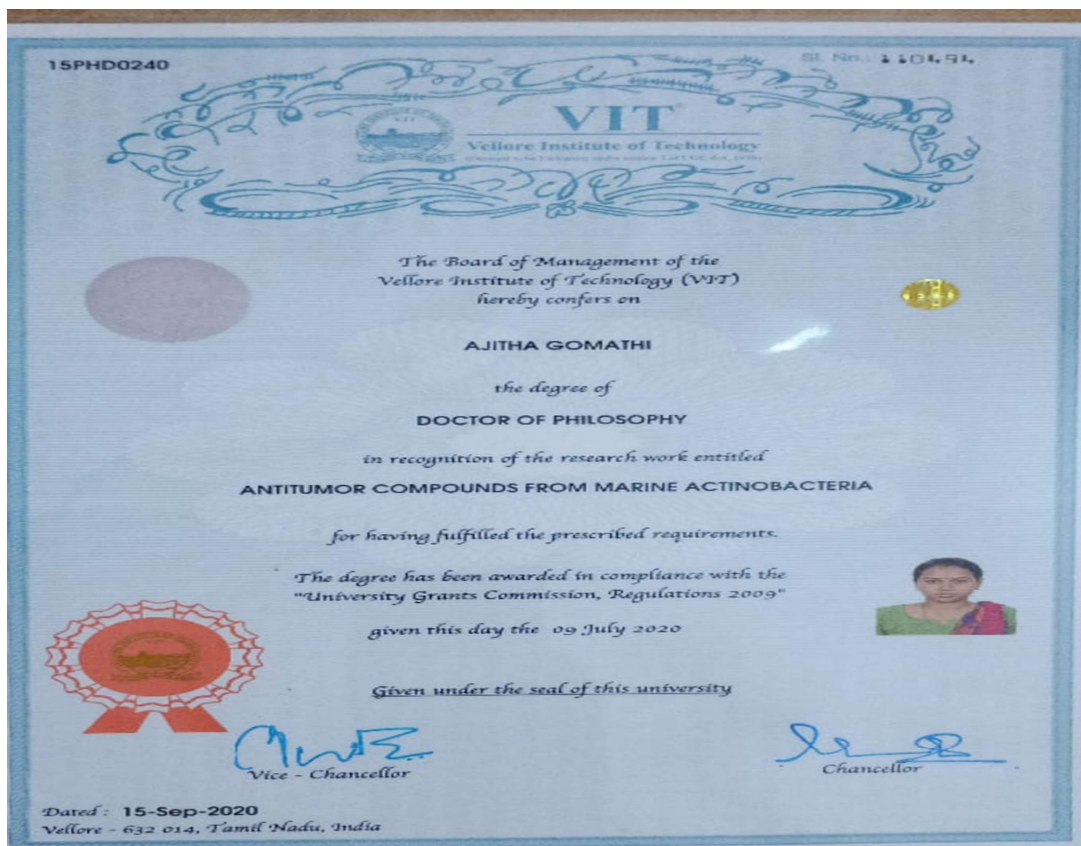 15PHD0240
Sl. No.: 110491
VIT
Vellore Institute of Technology
The Board of Management of the
Vellore Institute of Technology (VIT)
hereby confers on
AJITHA GOMATHI
the degree of
DOCTOR OF PHILOSOPHY
in recognition of the research work entitled
ANTITUMOR COMPOUNDS FROM MARINE ACTINOBACTERIA
for having fulfilled the prescribed requirements.
The degree has been awarded in compliance with the
"University Grants Commission, Regulations 2009"
given this day the 09 July 2020
Given under the seal of this university
Vice - Chancellor
Chancellor
Dated : 15-Sep-2020
Vellore - 632 014, Tamil Nadu, India